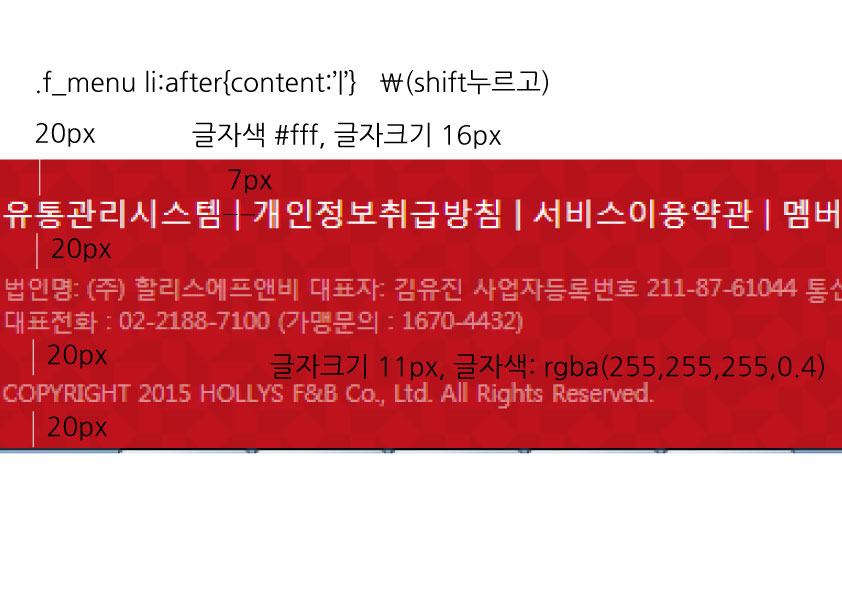 .f_menu li:after{content:’|’} ₩(shift누르고)
20px 글자색 #fff, 글자크기 16px
7px
유통관리시스템 | 개인정보취급방침 | 서비스이용약관 | 멤버
20px
법인명: (주) 할리스에프앤비 대표자: 김유진 사업자등록번호 211-87-61044 통신
대표전화 : 02-2188-7100 (가맹문의 : 1670-4432)
20px
글자크기 11px, 글자색: rgba(255,255,255,0.4)
COPYRIGHT 2015 HOLLYS F&B Co., Ltd. All Rights Reserved.
20px